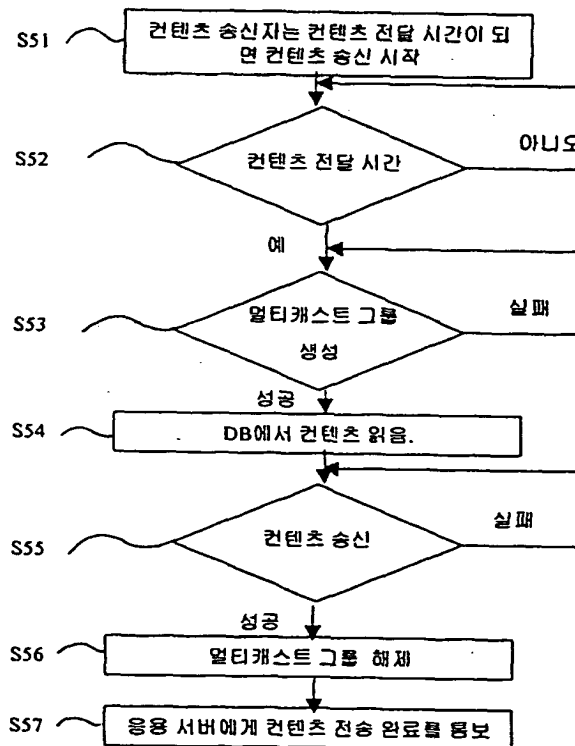 S51
컨텐츠 송신자는 컨텐츠 전달 시간이 되
면 컨텐츠 송신 시작
S52
컨텐츠 전달 시간
아니오
예
S53
멀티캐스트 그룹
생성
실패
성공
S54
DB에서 컨텐츠 읽음.
S55
컨텐츠 송신
실패
성공
S56
멀티캐스트 그룹 해제
S57
응용 서버에게 컨텐츠 전송 완료를 통보